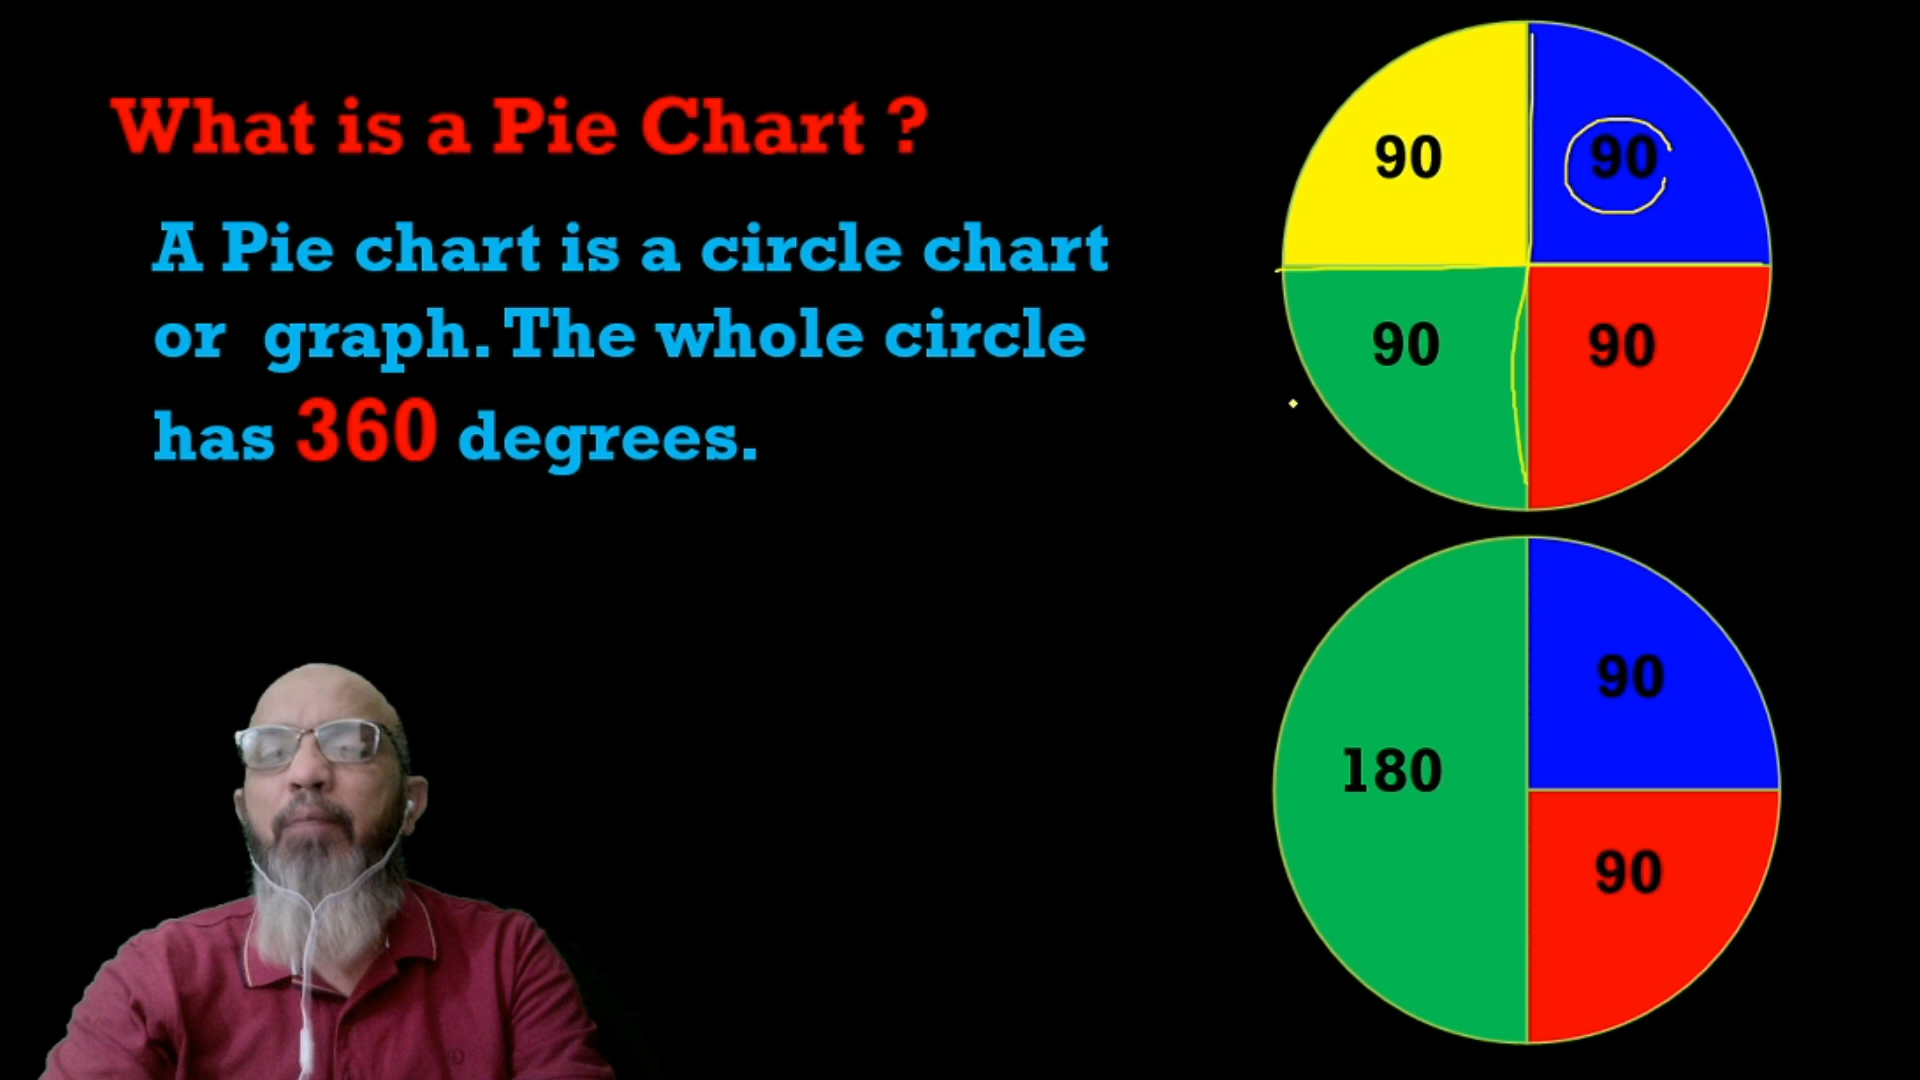 What is a Pie Chart ?
A Pie chart is a circle chart
or graph. The whole circle
has 360 degrees.
90 90
90 90
90
180
90